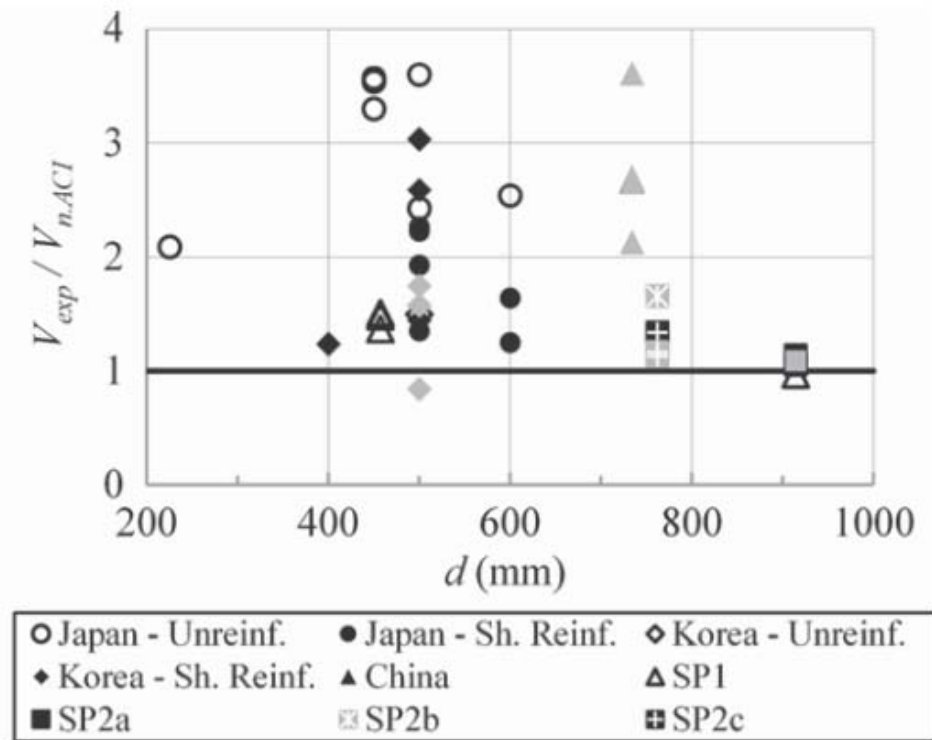 4
3
2
1
0
V_exp / V_n.ACI
200 400 600 800 1000
d (mm)
Japan - Unreinf. Japan - Sh. Reinf. Korea - Unreinf.
Korea - Sh. Reinf. China SP1
SP2a SP2b SP2c